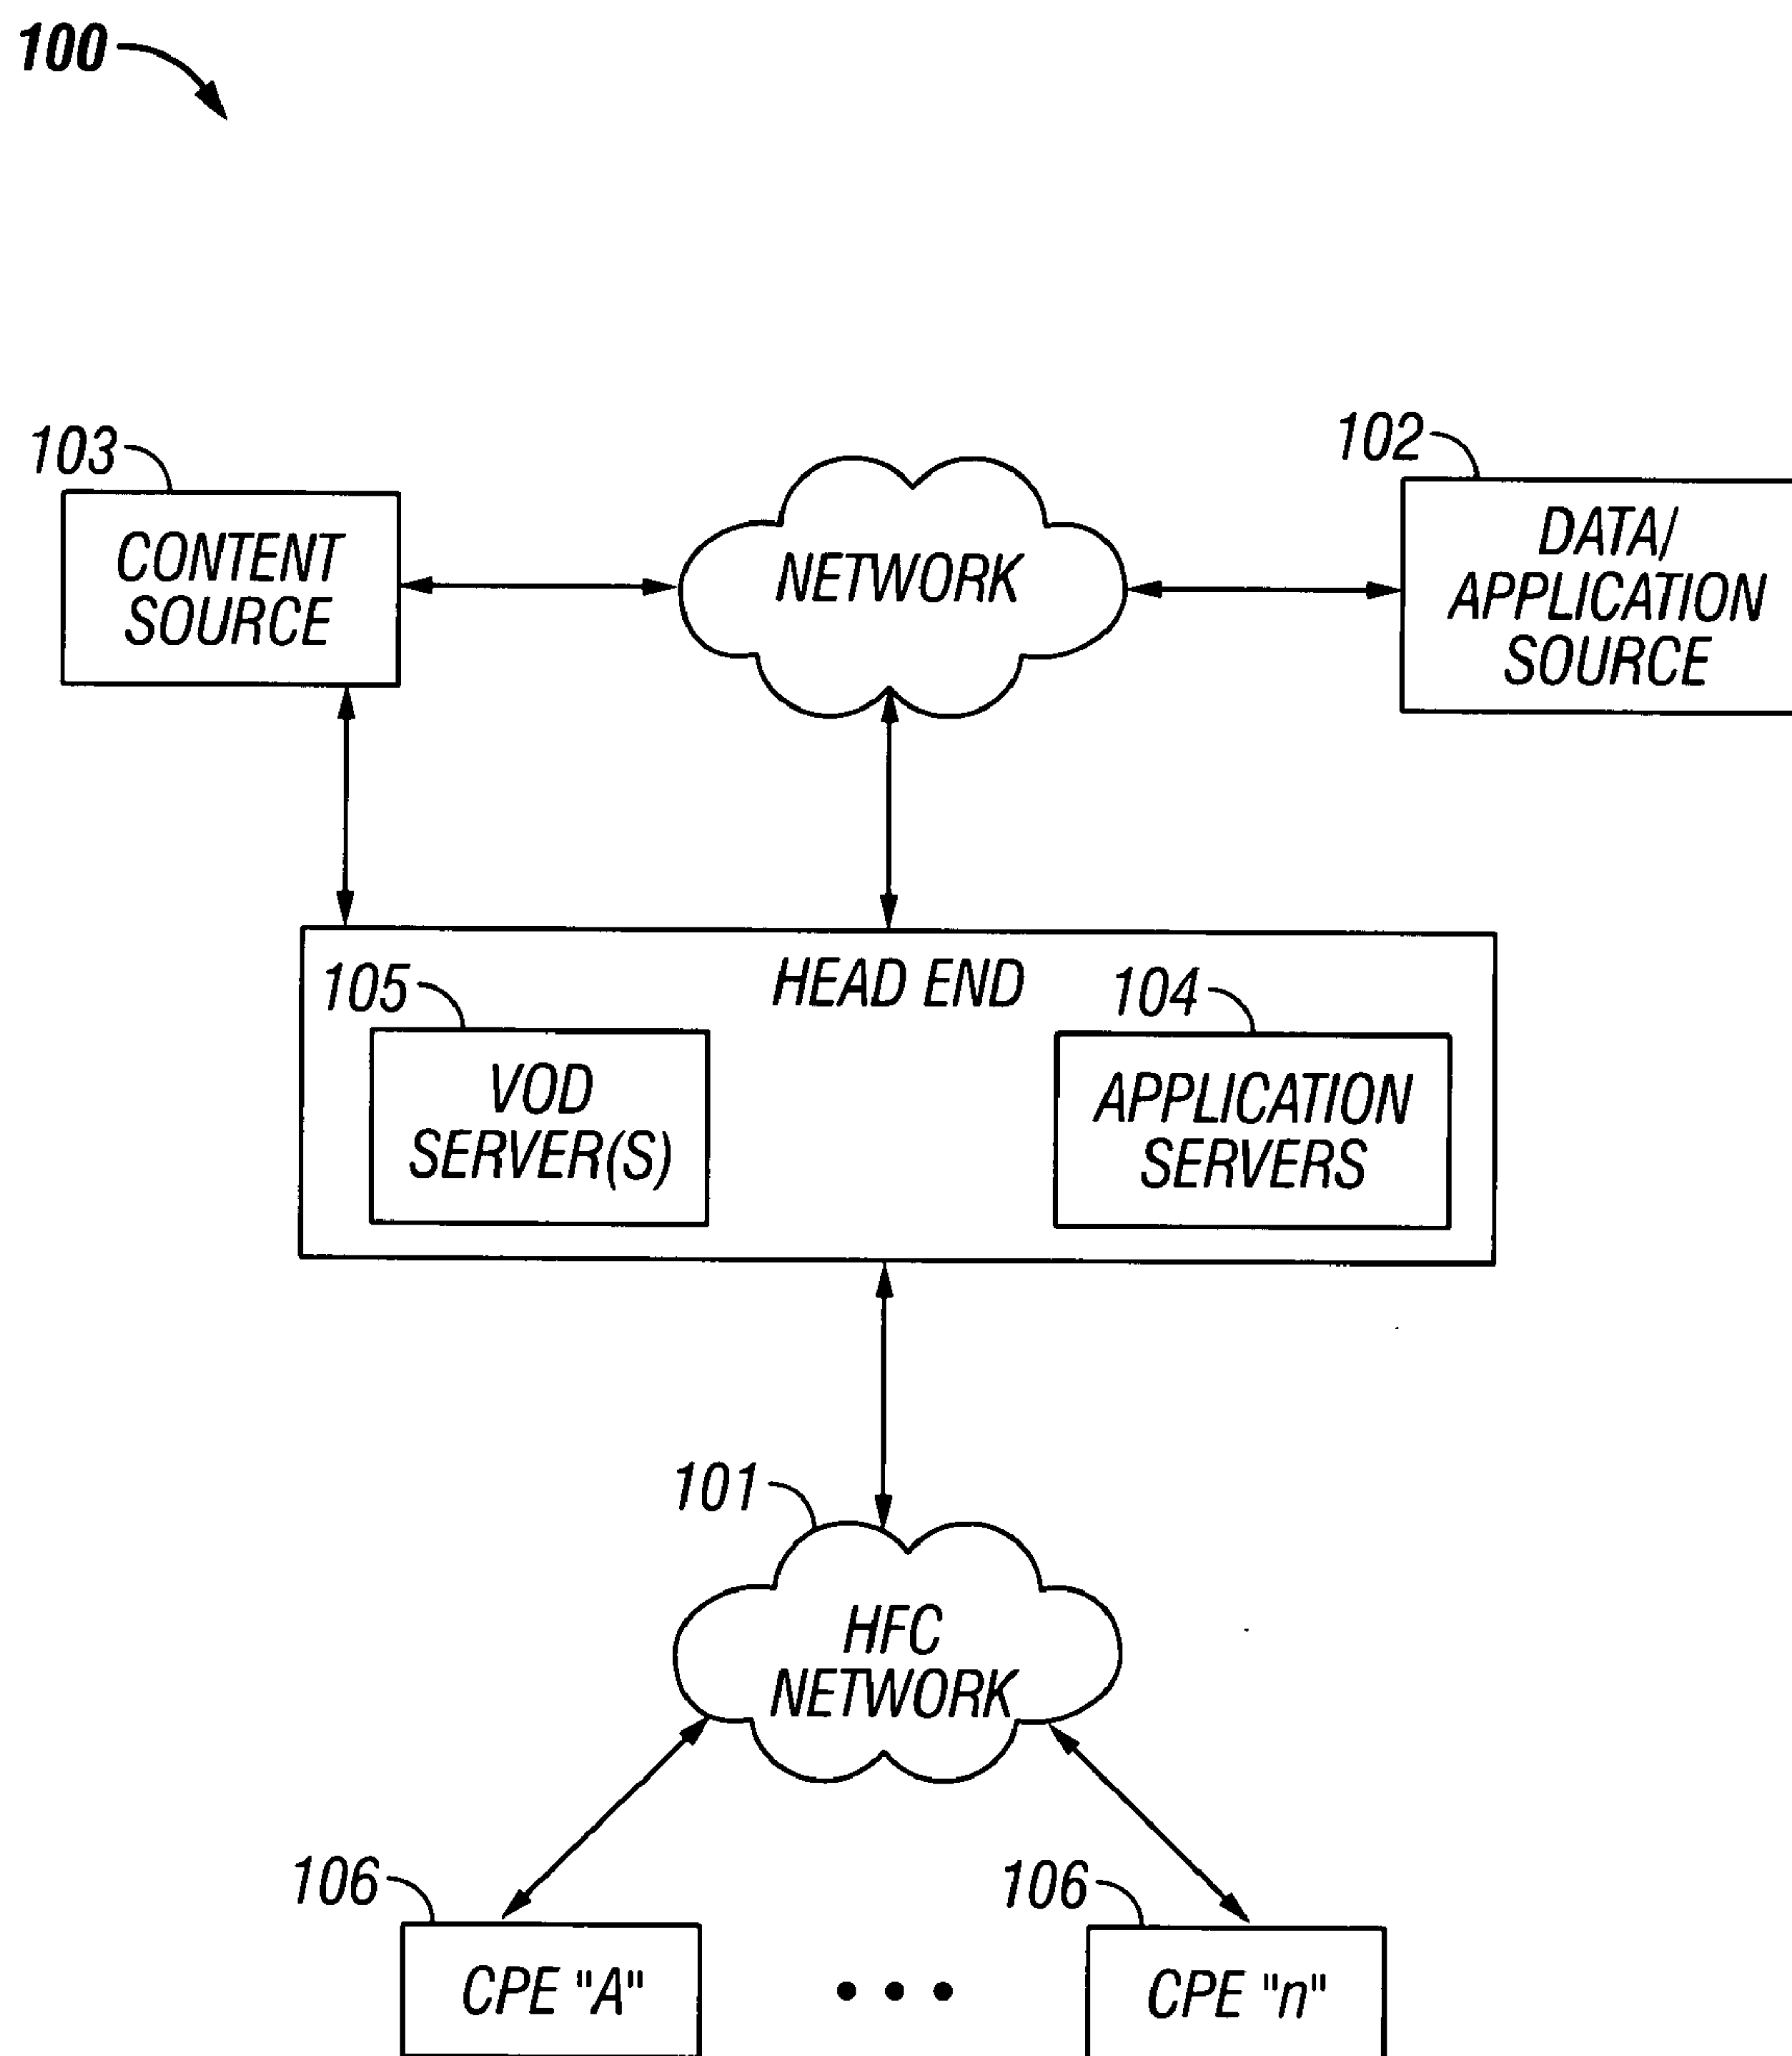 100
103
102
CONTENT
SOURCE
NETWORK
DATA/
APPLICATION
SOURCE
HEAD END
105
104
VOD
SERVER(S)
APPLICATION
SERVERS
101
HFC
NETWORK
106
106
CPE "A"
CPE "n"